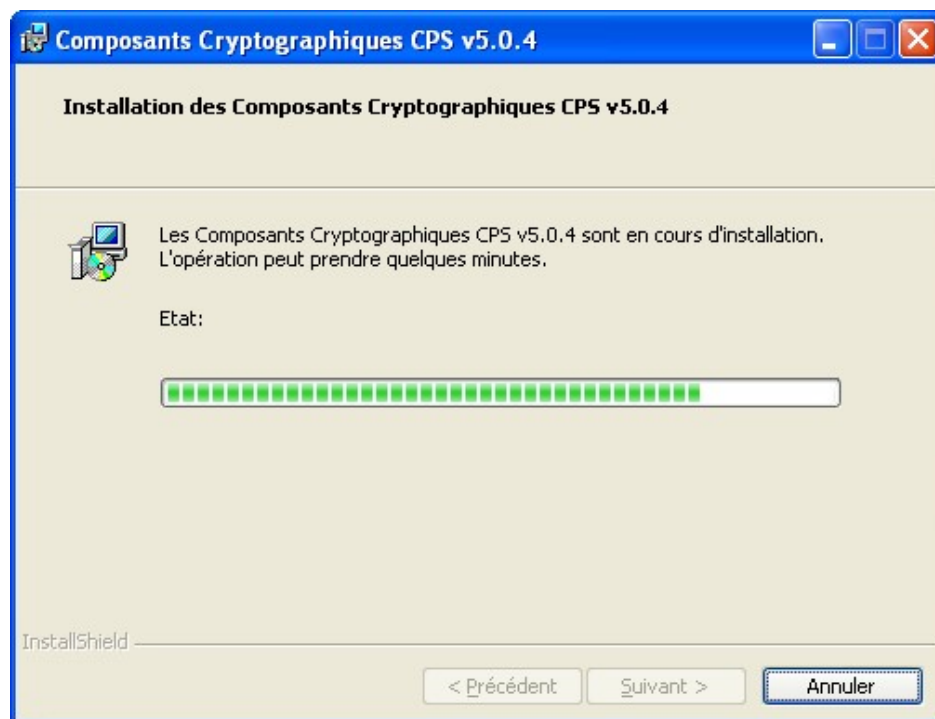 Composants Cryptographiques CPS v5.0.4
Installation des Composants Cryptographiques CPS v5.0.4
Les Composants Cryptographiques CPS v5.0.4 sont en cours d'installation.
L'opération peut prendre quelques minutes.
Etat:
InstallShield
< Précédent
Suivant >
Annuler